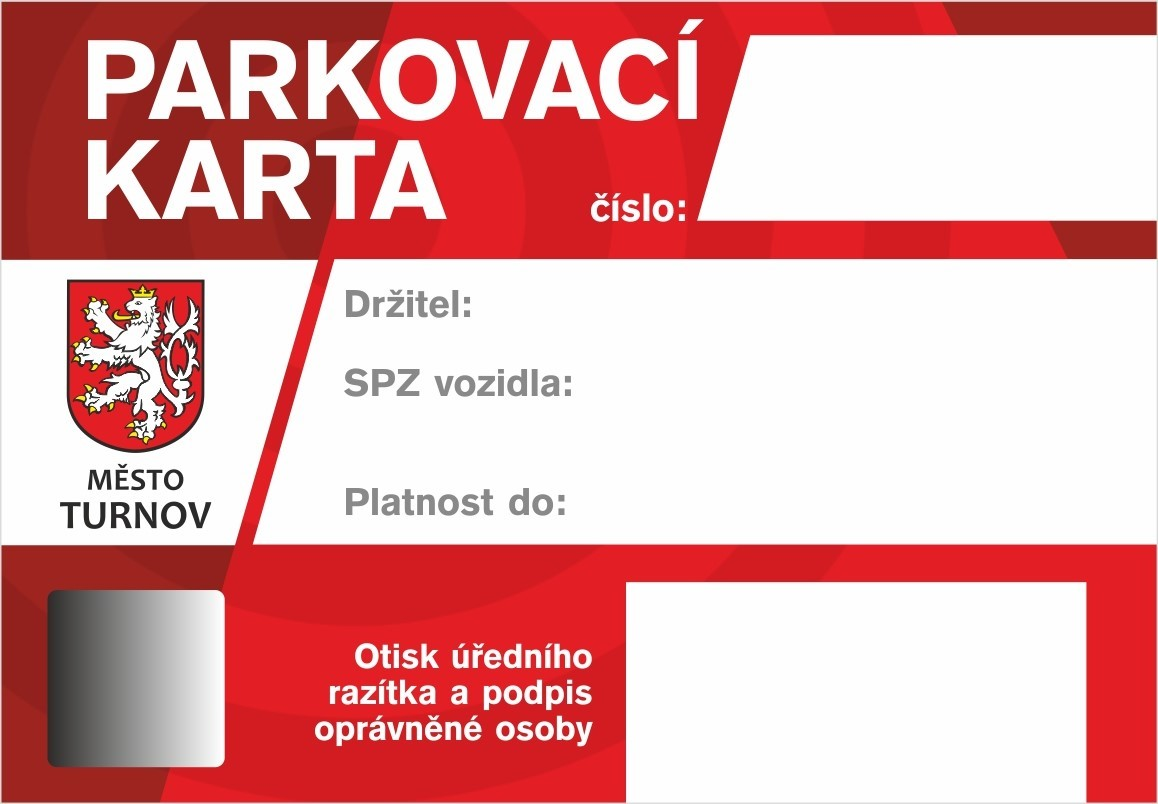 PARKOVACÍ
KARTA
číslo:
Držitel:
SPZ vozidla:
Platnost do:
MĚSTO
TURNOV
Otisk úředního
razítka a podpis
oprávněné osoby